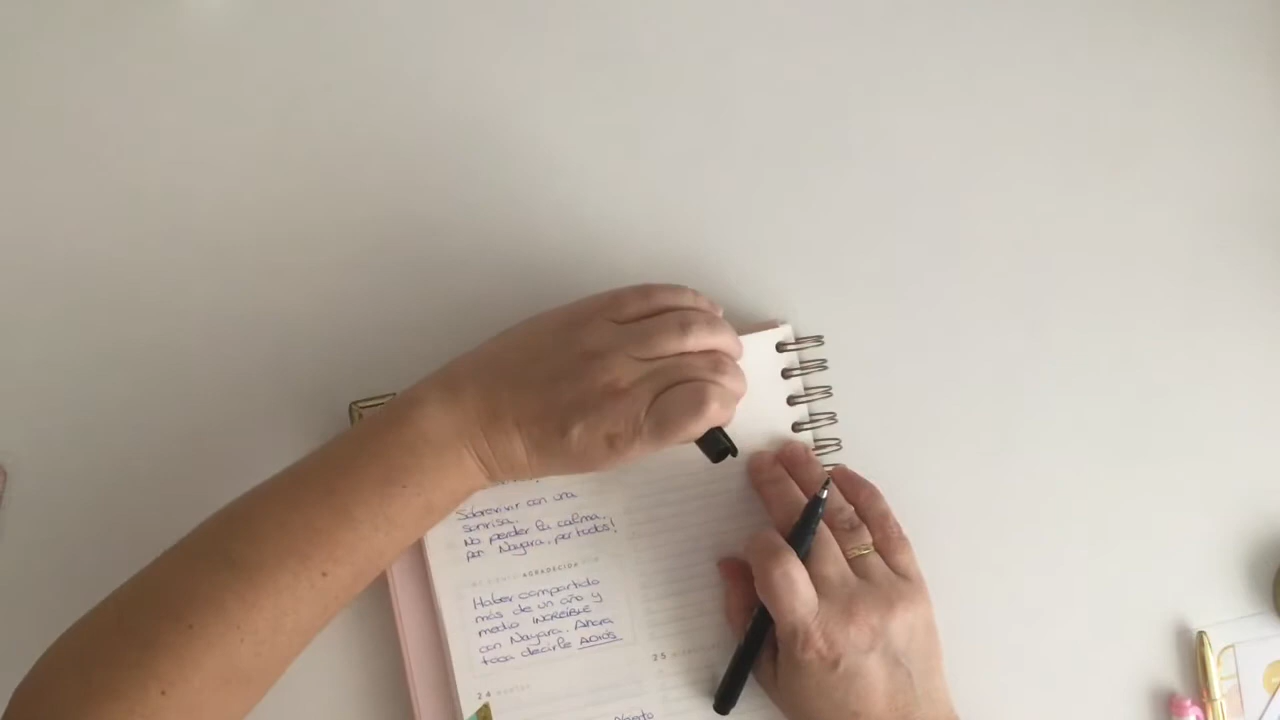 Sobrevivir con una
sonrisa.
No perder la calma,
por Nayara, por todos!
AGRADECIDA
Haber compartido
más de un año y
medio INCREÍBLE
con Nayara. Ahora
toca decirle ADIÓS
25
24 MARTES